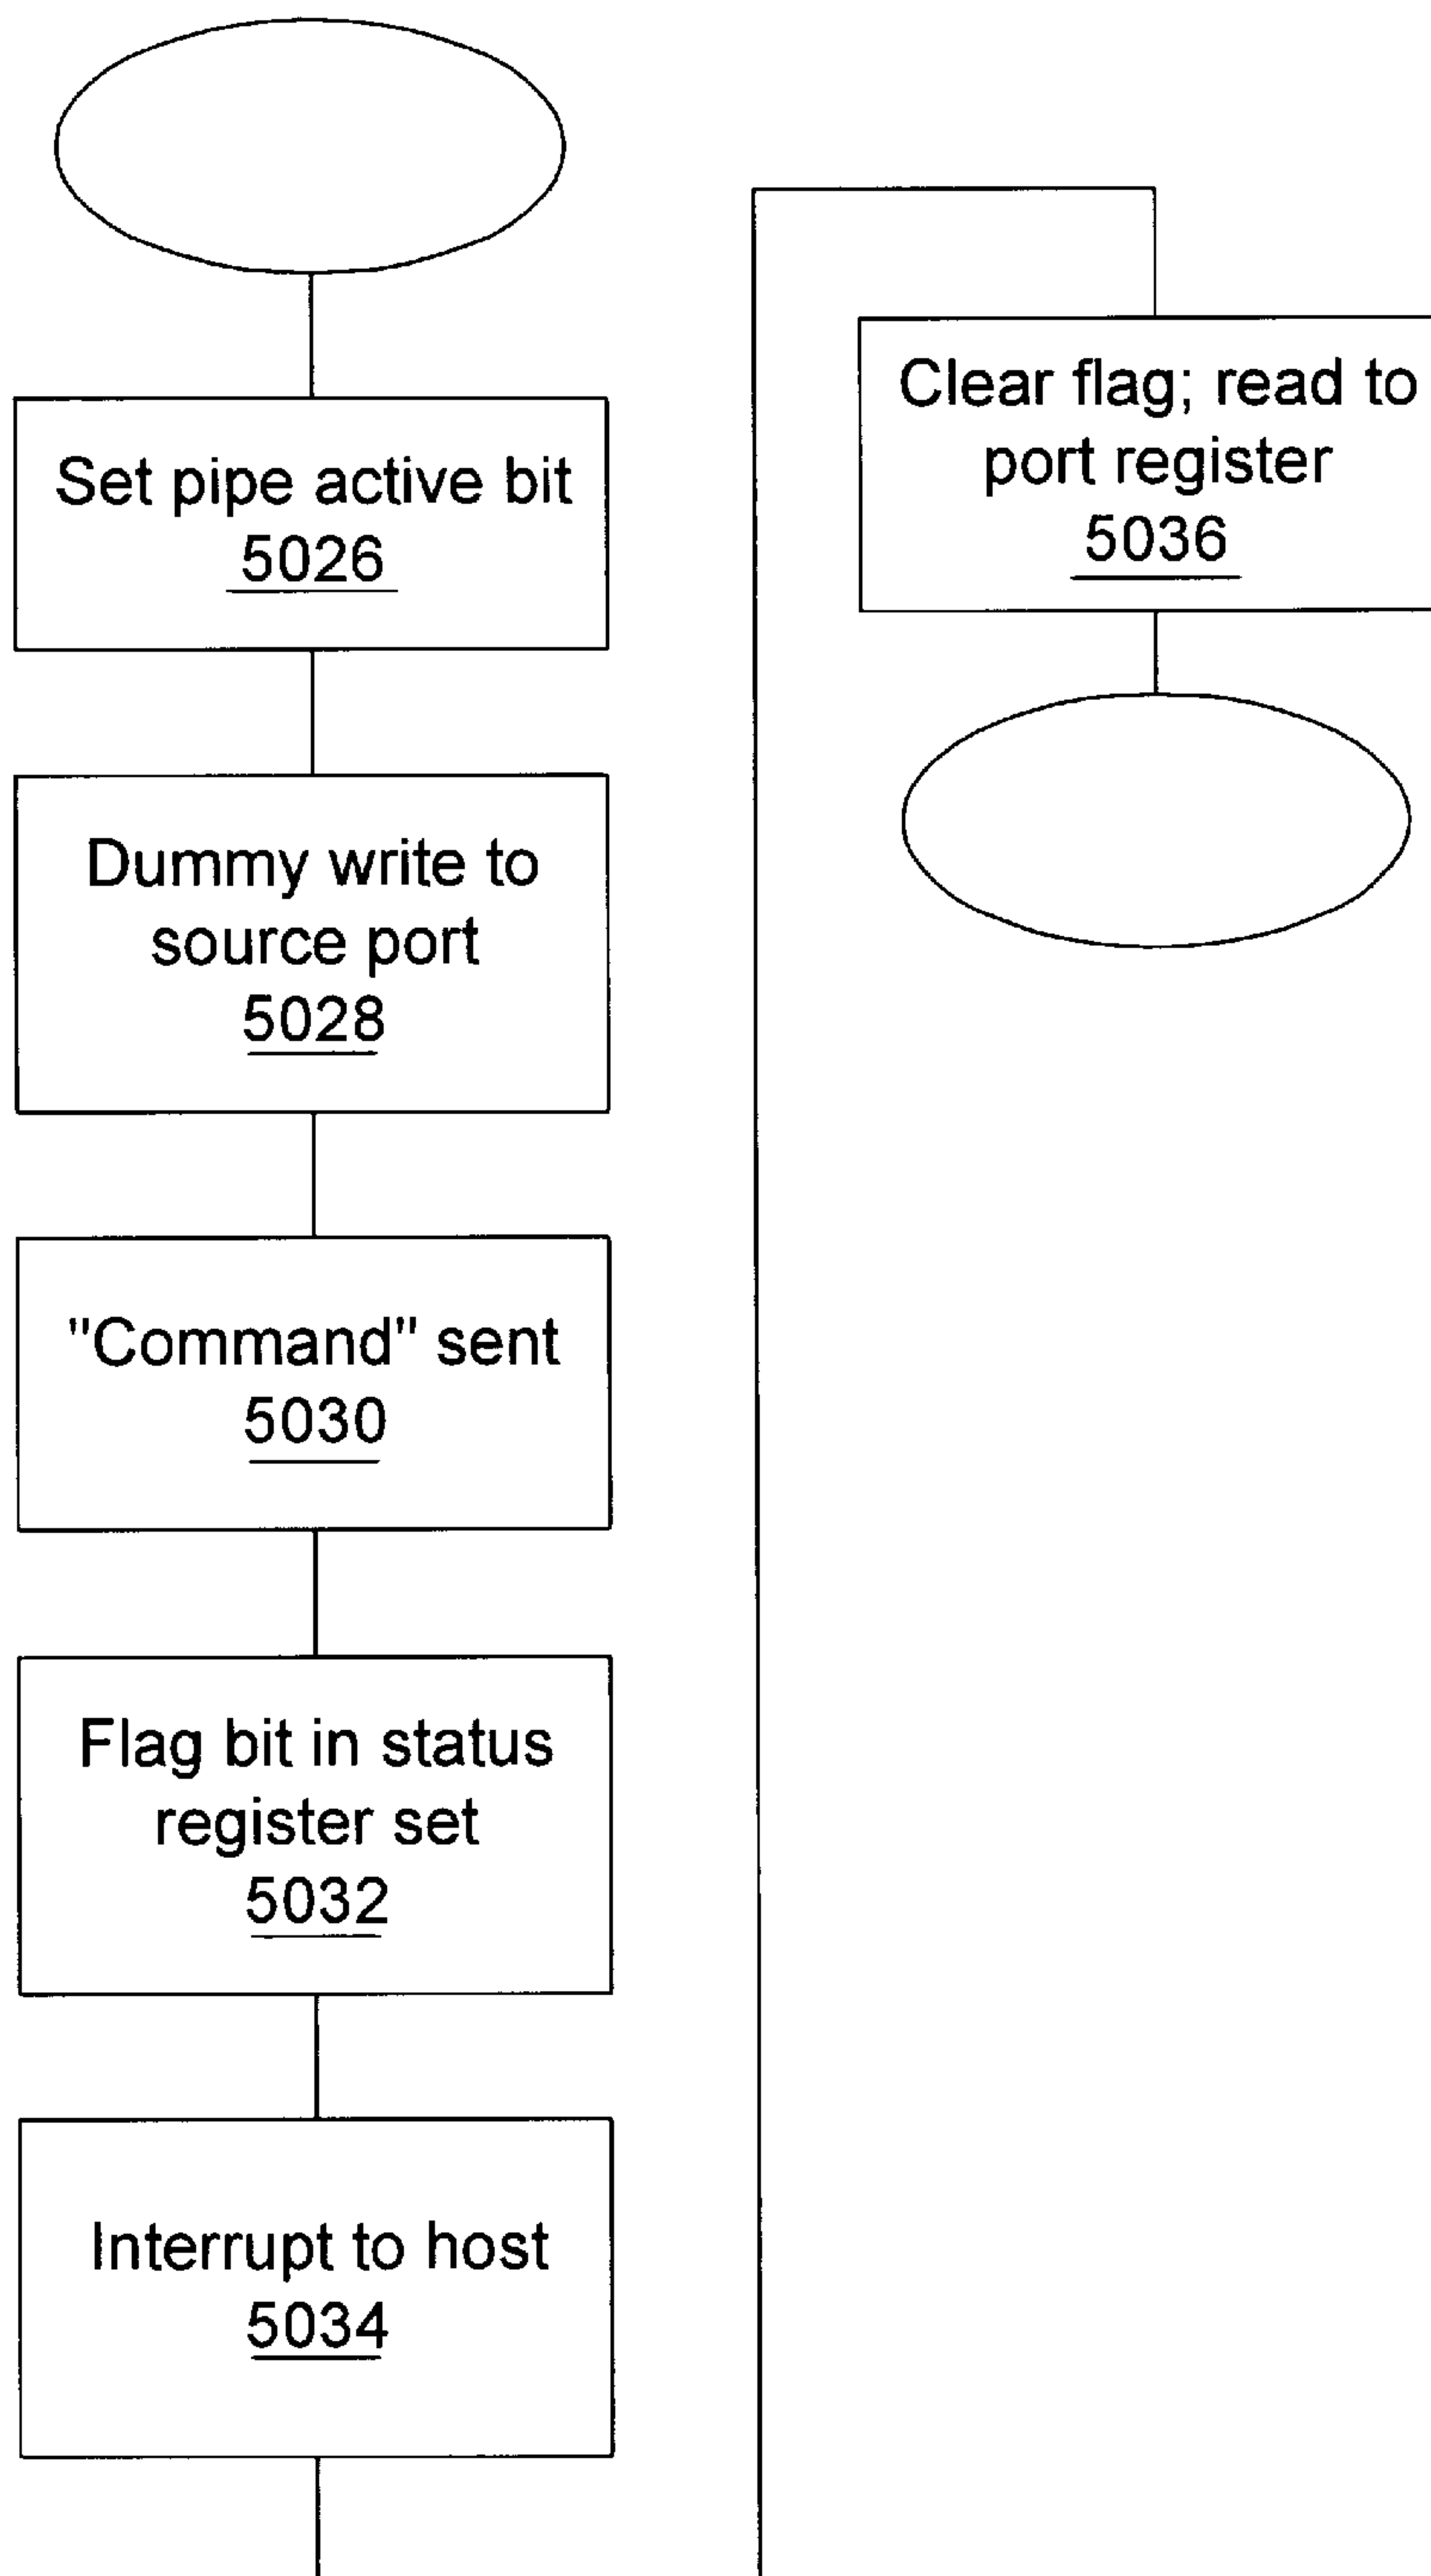 Set pipe active bit
5026
Dummy write to
source port
5028
"Command" sent
5030
Flag bit in status
register set
5032
Interrupt to host
5034
Clear flag; read to
port register
5036